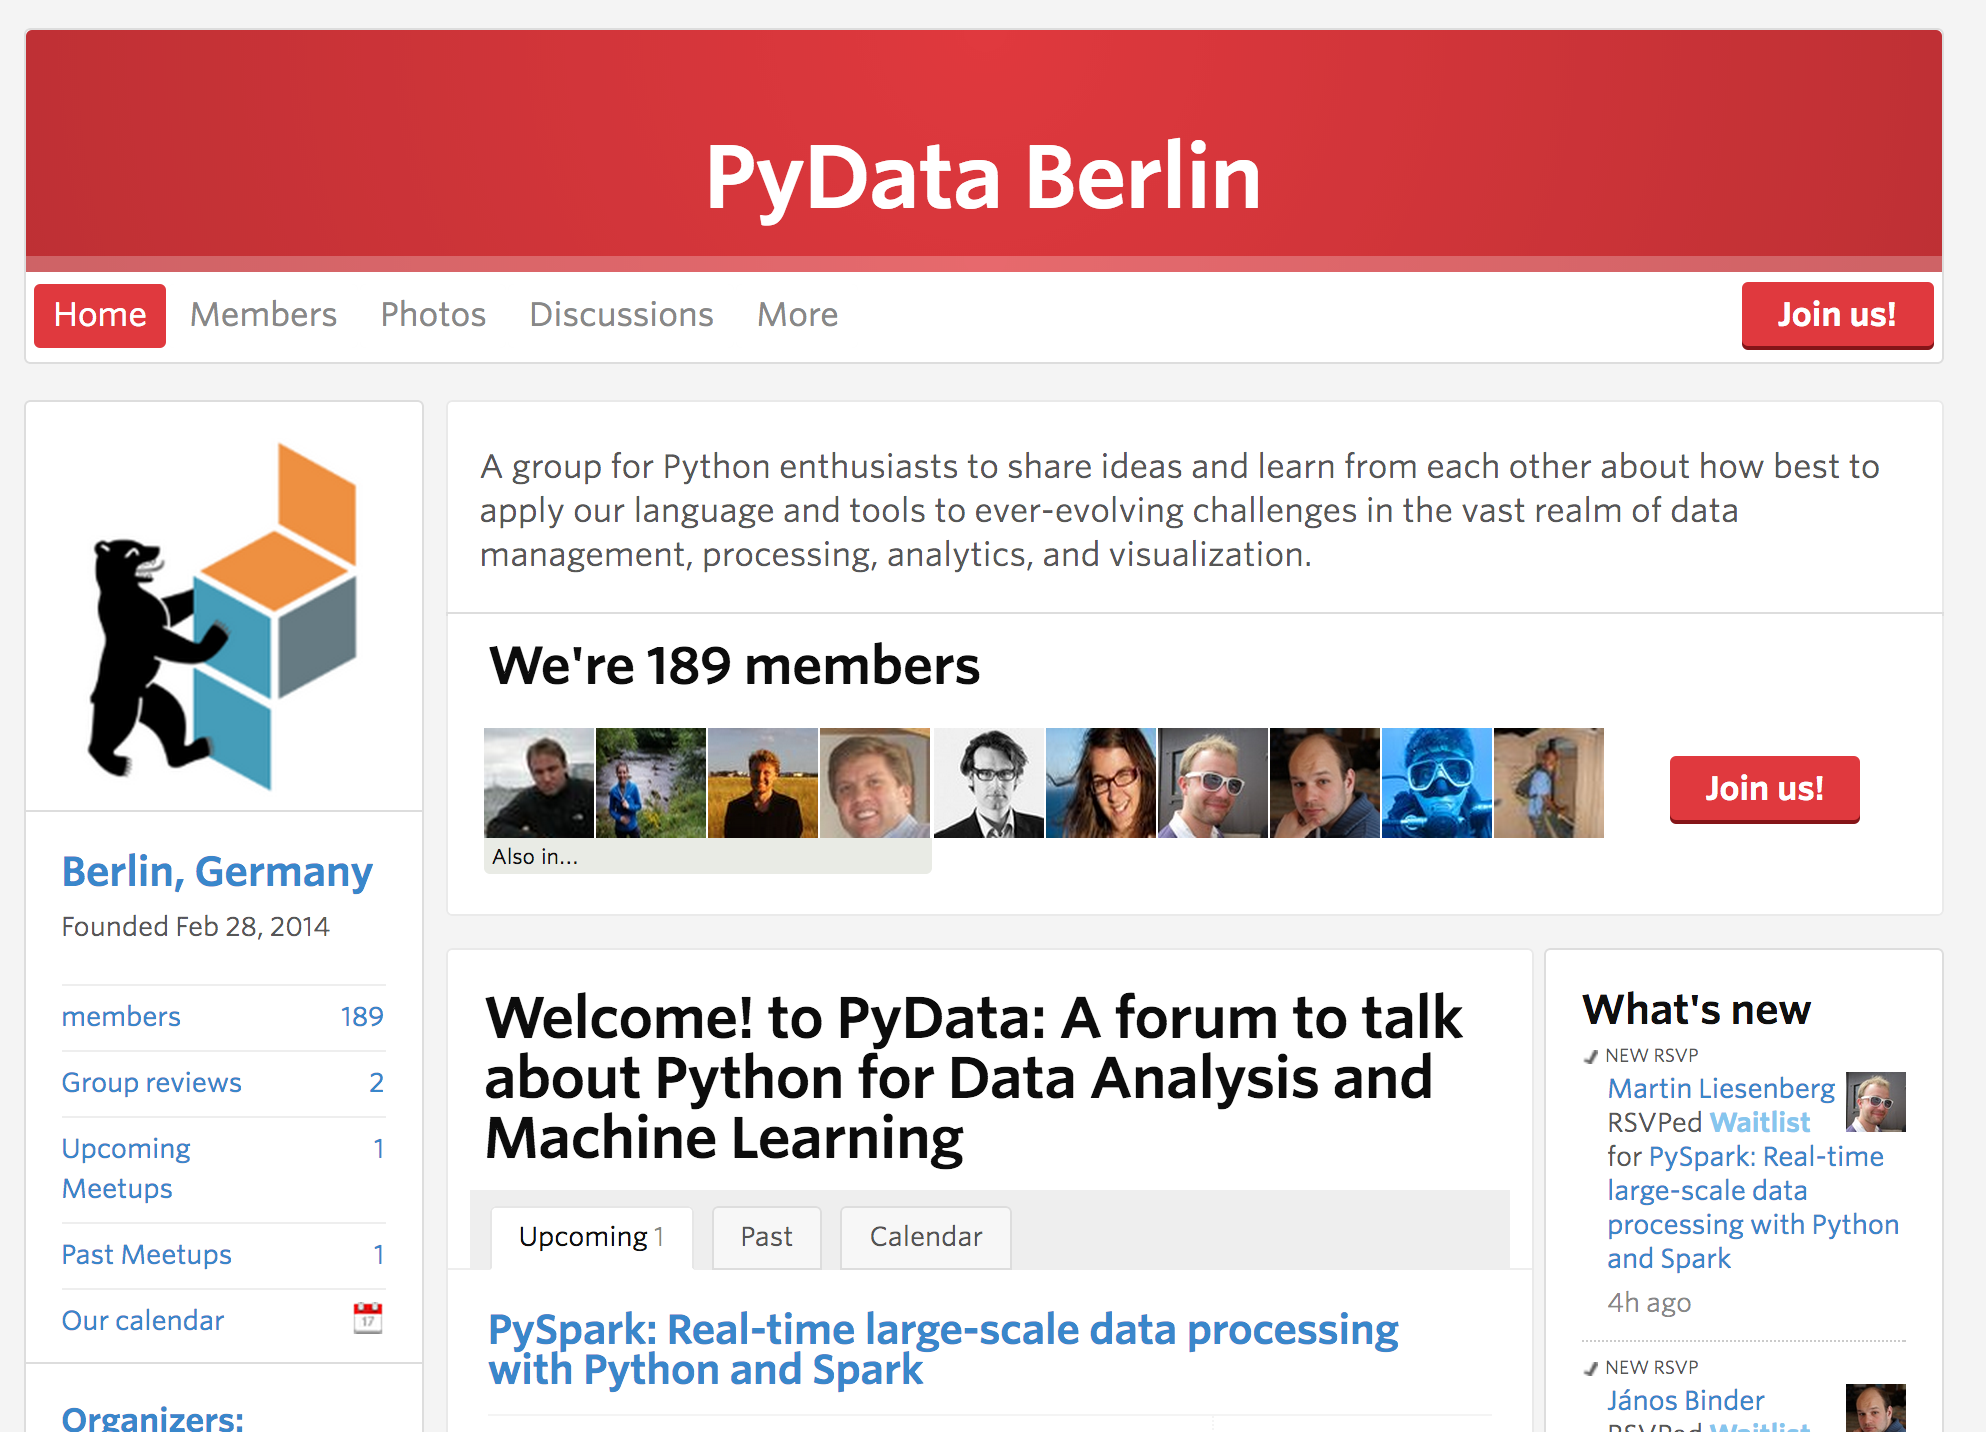 PyData Berlin
Home Members Photos Discussions More Join us!
Berlin, Germany
Founded Feb 28, 2014
members 189
Group reviews 2
Upcoming 1
Meetups
Past Meetups 1
Our calendar 17
Organizers:
A group for Python enthusiasts to share ideas and learn from each other about how best to
apply our language and tools to ever-evolving challenges in the vast realm of data
management, processing, analytics, and visualization.
We're 189 members
Join us!
Also in...
Welcome! to PyData: A forum to talk
about Python for Data Analysis and
Machine Learning
Upcoming 1 Past Calendar
PySpark: Real-time large-scale data processing
with Python and Spark
What's new
NEW RSVP
Martin Liesenberg
RSVPed Waitlist
for PySpark: Real-time
large-scale data
processing with Python
and Spark
4h ago
NEW RSVP
János Binder
RSVPed Waitlist